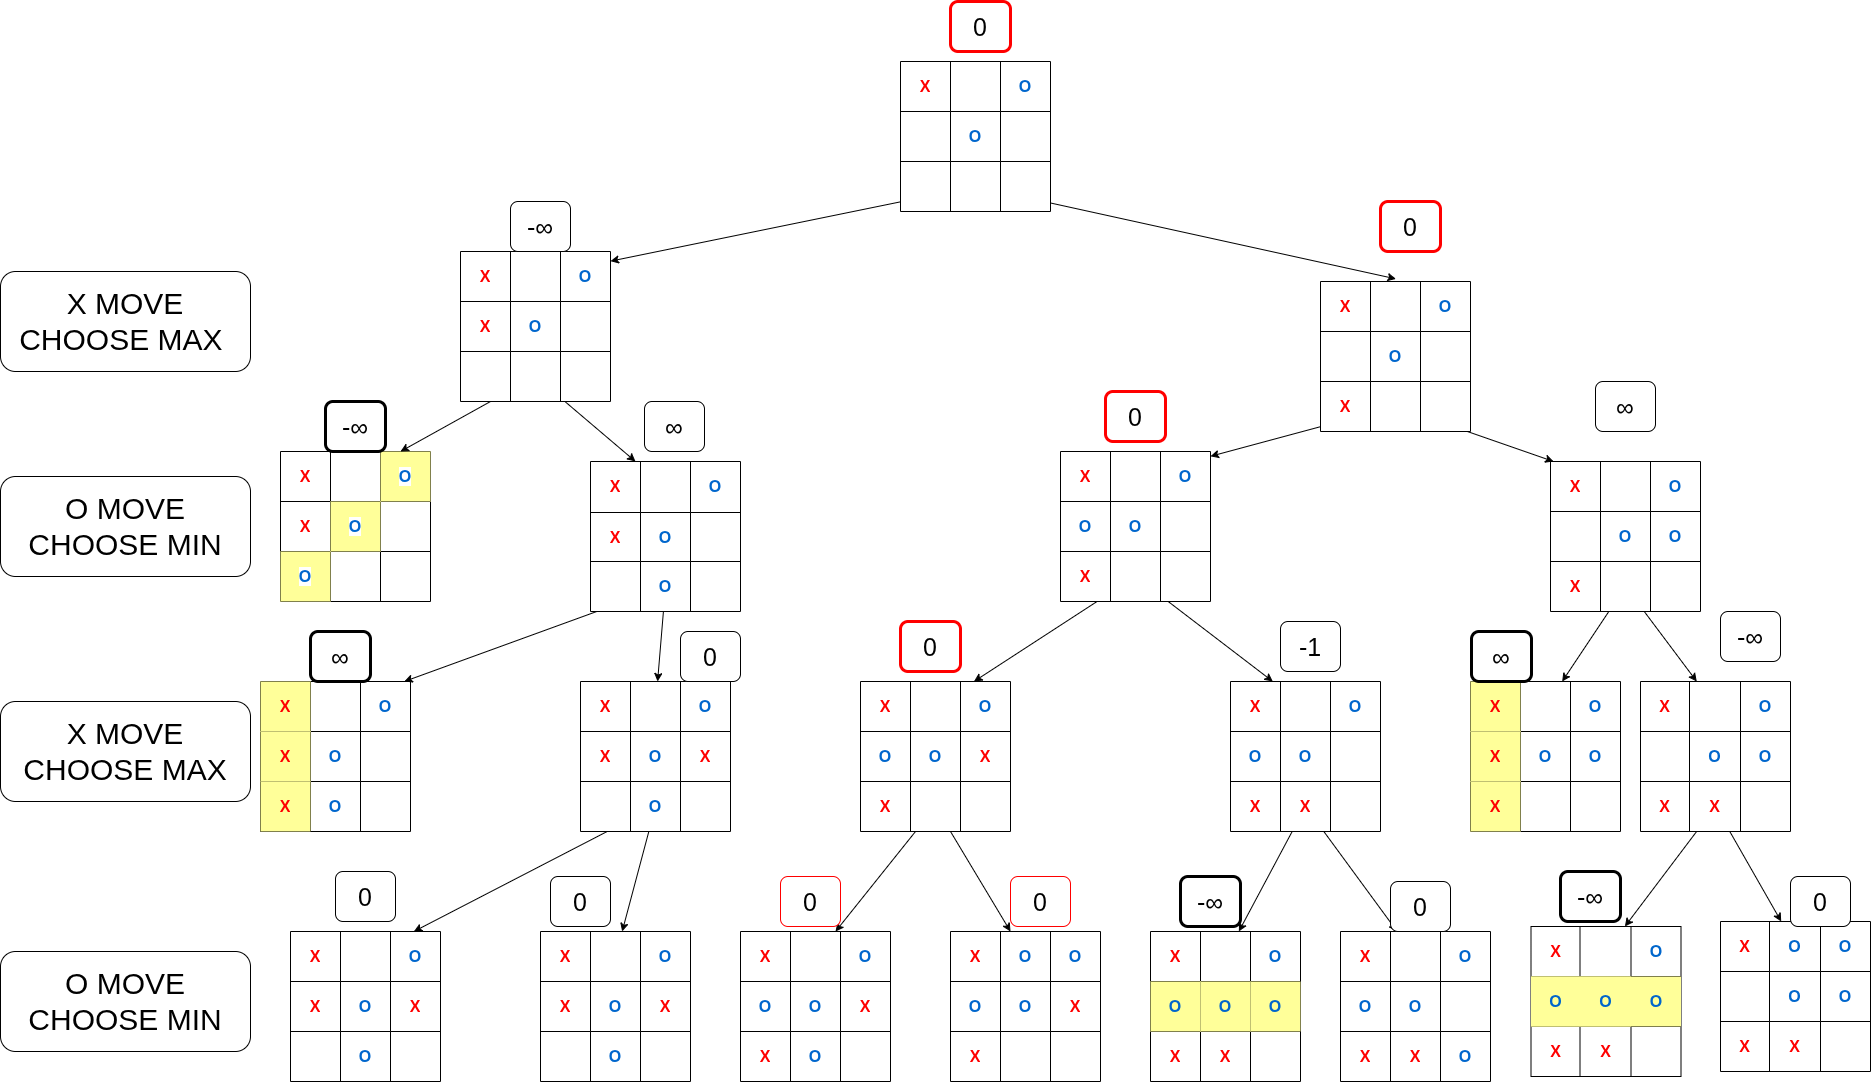 0
X O
O
-∞
0
X MOVE
CHOOSE MAX
X O
X O
X O
O
X
-∞
∞
0
∞
O MOVE
CHOOSE MIN
X O
X O
O
X O
X O
O
X O
O O
X
X O
O O
X
∞
0
0
-1
∞
-∞
X MOVE
CHOOSE MAX
X O
X O
X O
X O
X O X
O
X O
O O X
X
X O
O O
X X
X O
X O O
X
X O
O O
X X
0
0
0
0
-∞
0
-∞
0
O MOVE
CHOOSE MIN
X O
X O X
O
X O
X O X
O
X O
O O X
X O
X O O
O O X
X
X O
O O O
X X
X O
O O
X X O
X O
O O O
X X
X O O
O O
X X